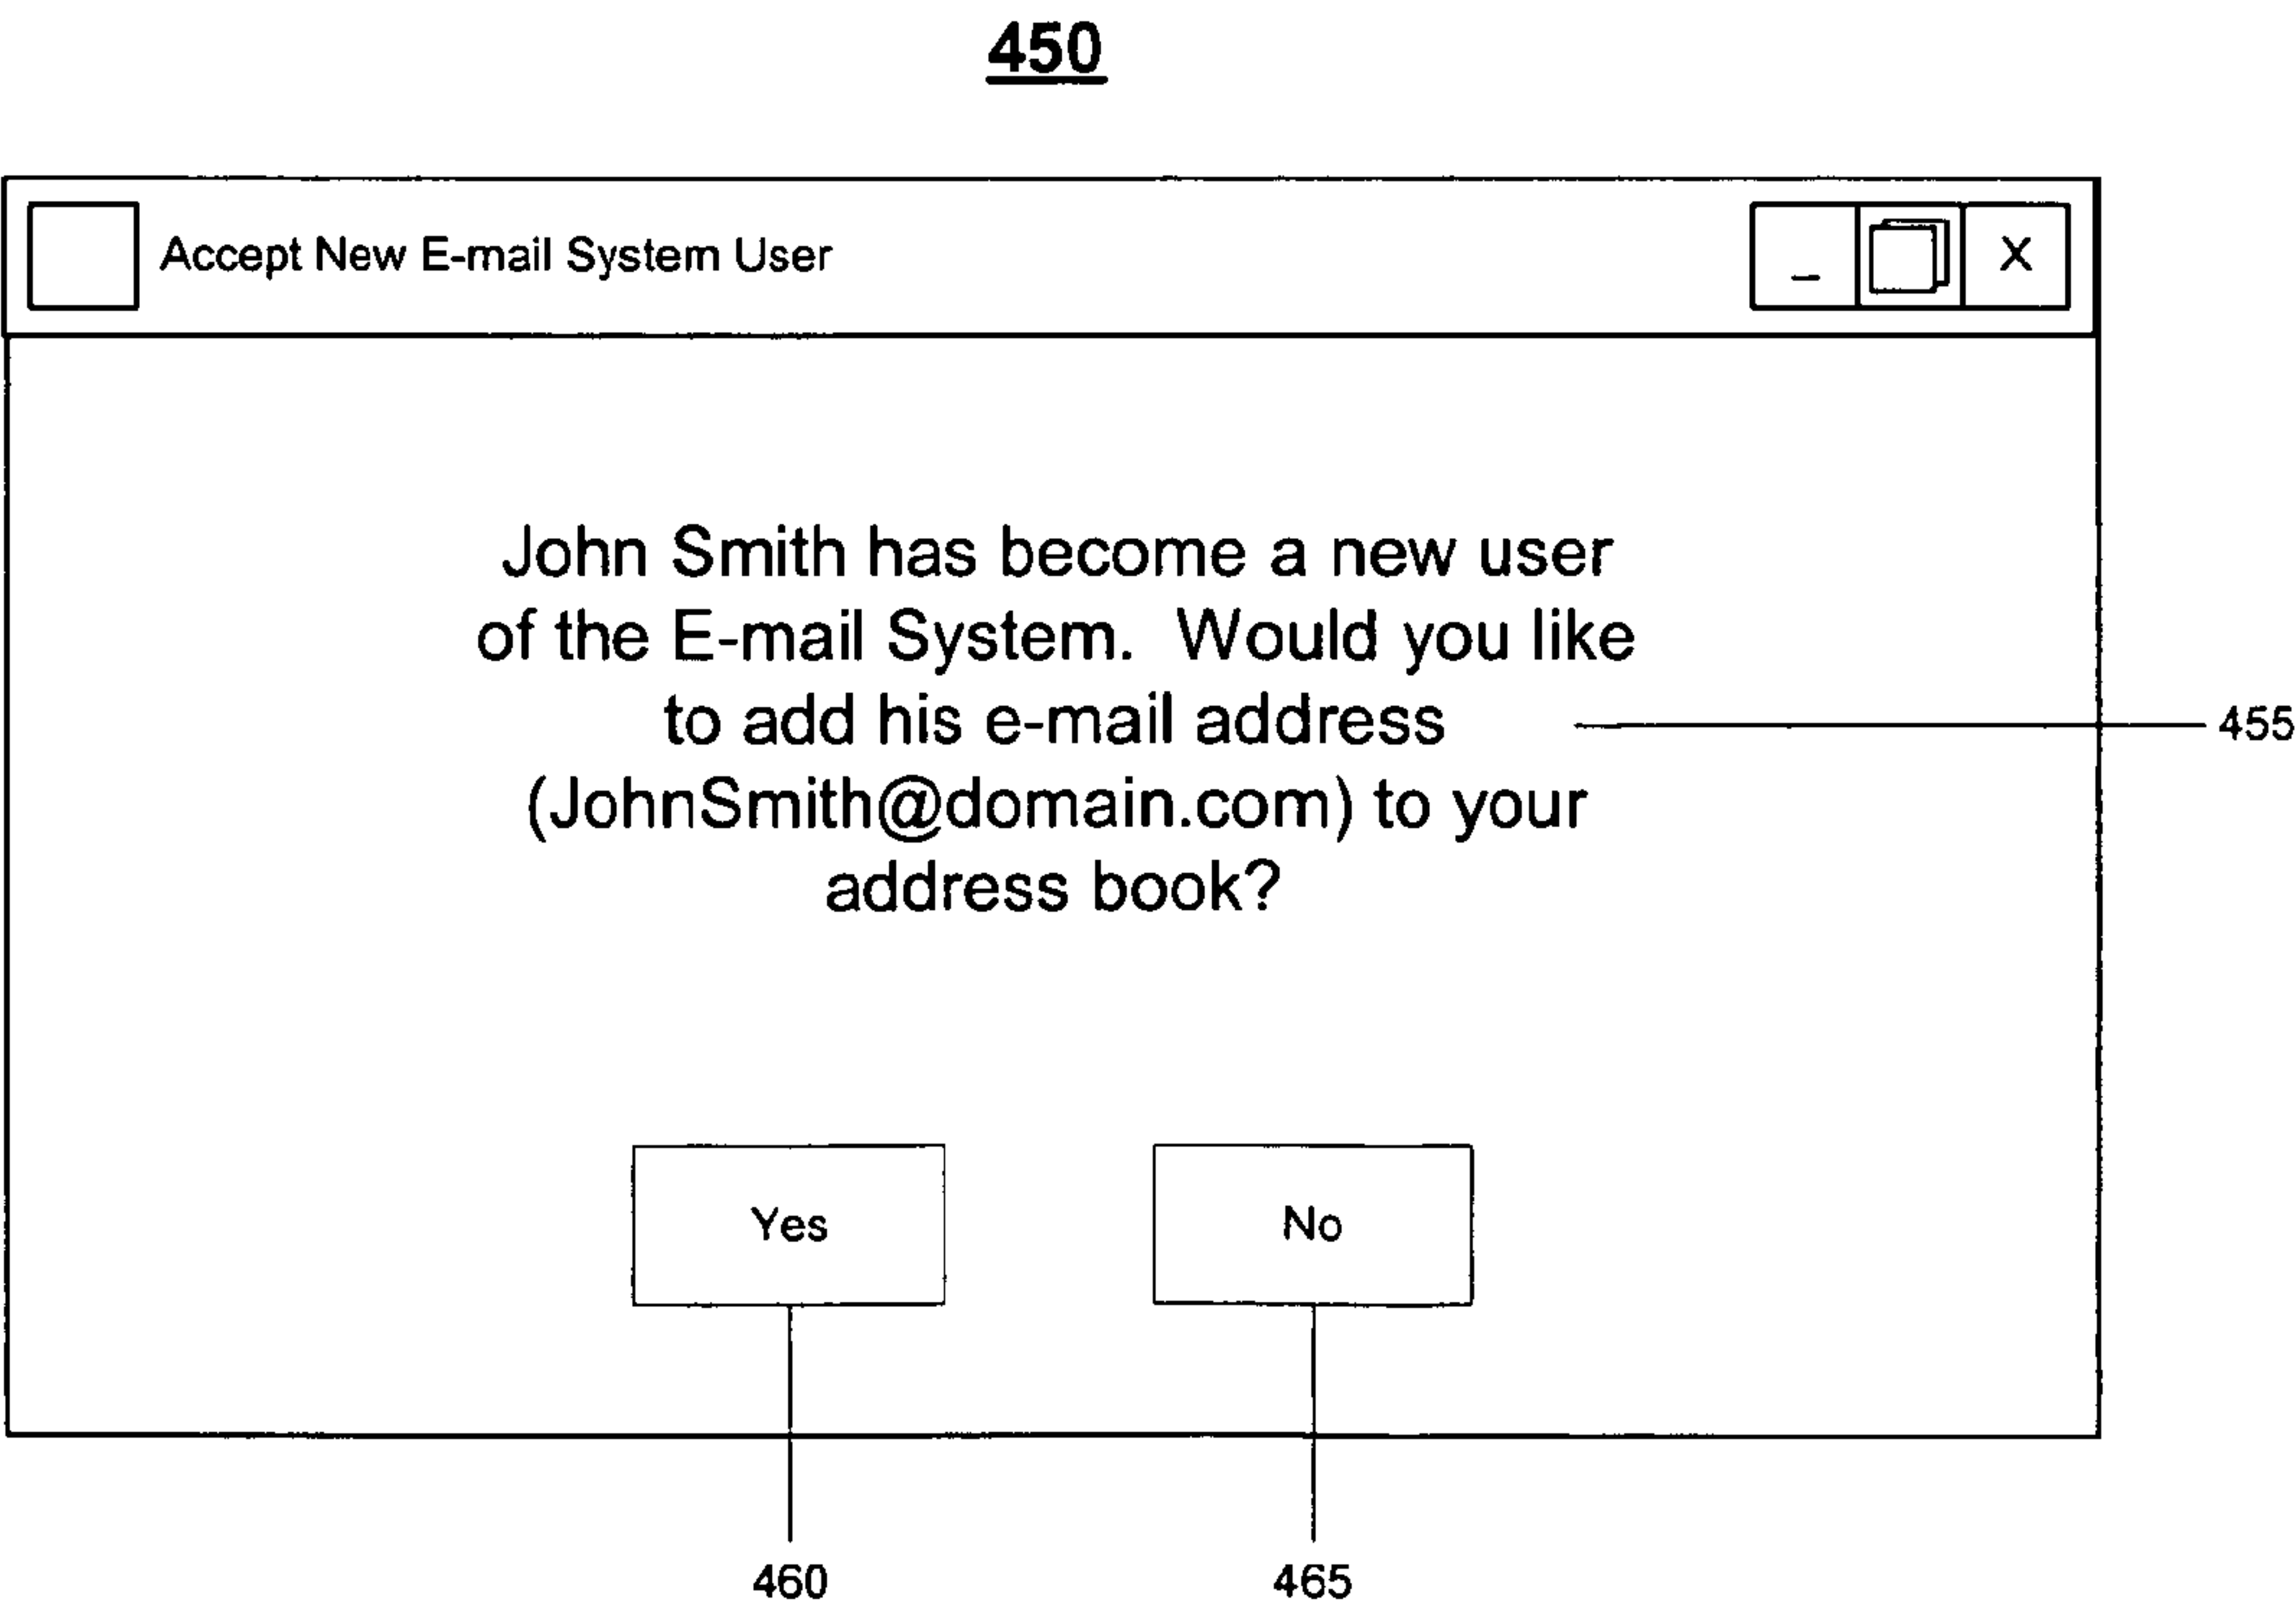 450
Accept New E-mail System User
_ X
John Smith has become a new user
of the E-mail System.  Would you like
to add his e-mail address
455
(JohnSmith@domain.com) to your
address book?
Yes
No
460
465